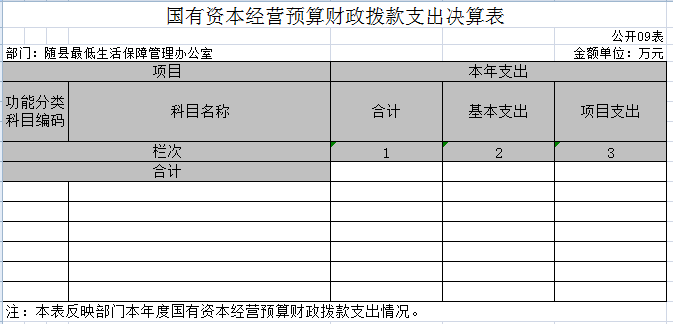 国有资本经营预算财政拨款支出决算表
公开09表
部门：随县最低生活保障管理办公室 金额单位：万元
项目 本年支出
功能分类科目编码 科目名称 合计 基本支出 项目支出
栏次 1 2 3
合计
注：本表反映部门本年度国有资本经营预算财政拨款支出情况。